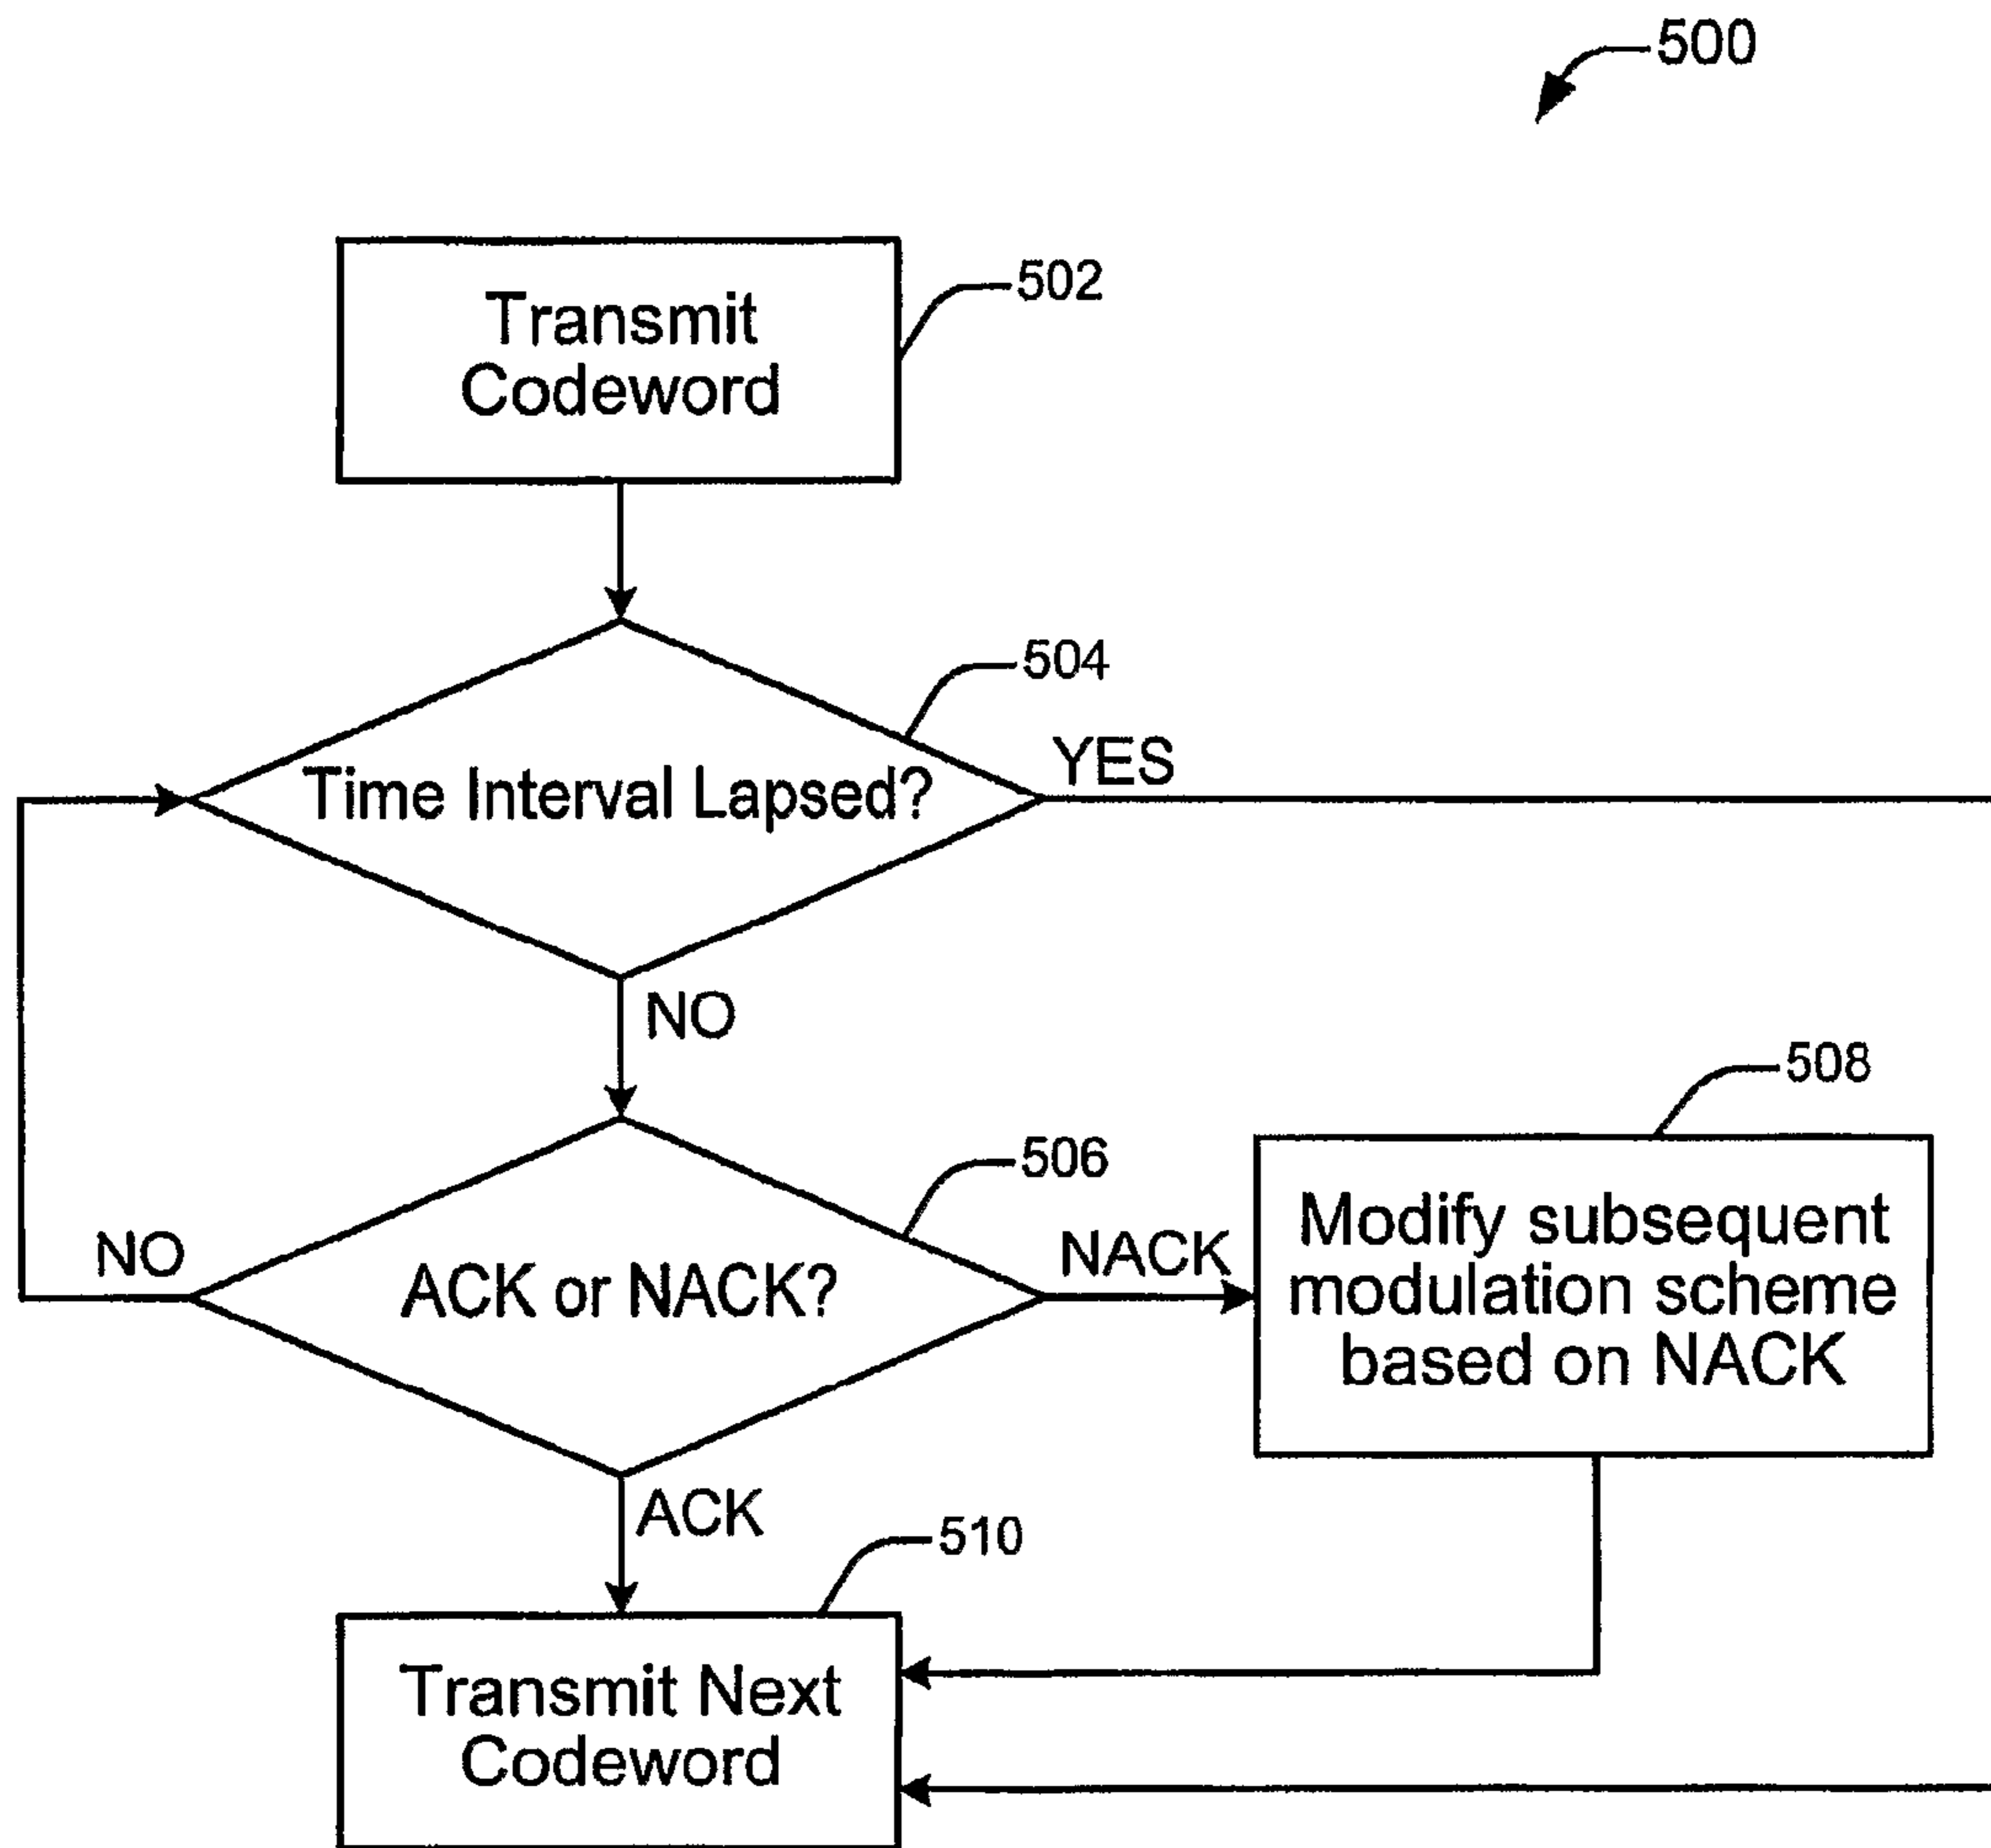 500
Transmit
Codeword
502
504
Time Interval Lapsed?
YES
NO
508
506
Modify subsequent
modulation scheme
based on NACK
NO
ACK or NACK?
NACK
ACK
510
Transmit Next
Codeword